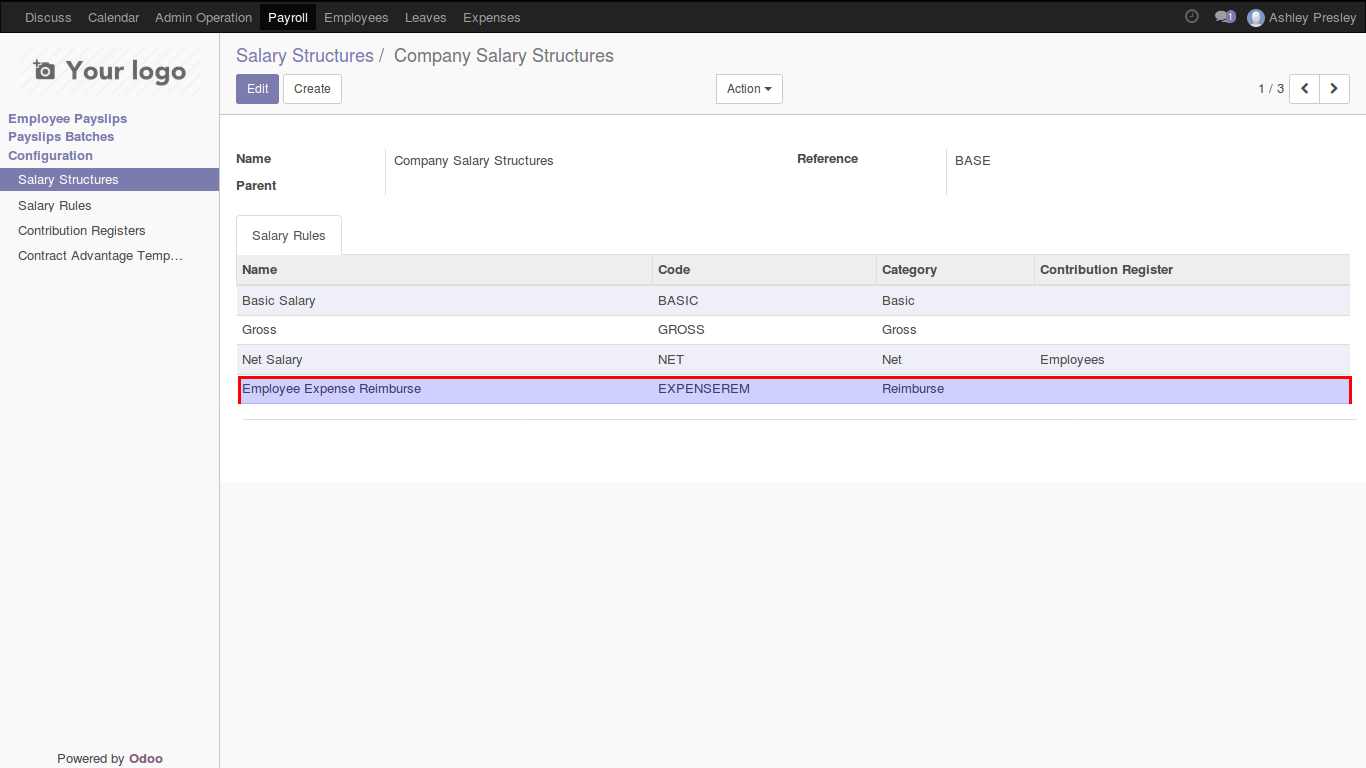 Discuss Calendar Admin Operation Payroll Employees Leaves Expenses 1 Ashley Presley
Your logo
Employee Payslips
Payslips Batches
Configuration
Salary Structures
Salary Rules
Contribution Registers
Contract Advantage Temp...
Powered by Odoo
Salary Structures / Company Salary Structures
Edit Create Action 1 / 3
Name Company Salary Structures Reference BASE
Parent
Salary Rules
Name Code Category Contribution Register
Basic Salary BASIC Basic
Gross GROSS Gross
Net Salary NET Net Employees
Employee Expense Reimburse EXPENSEREM Reimburse